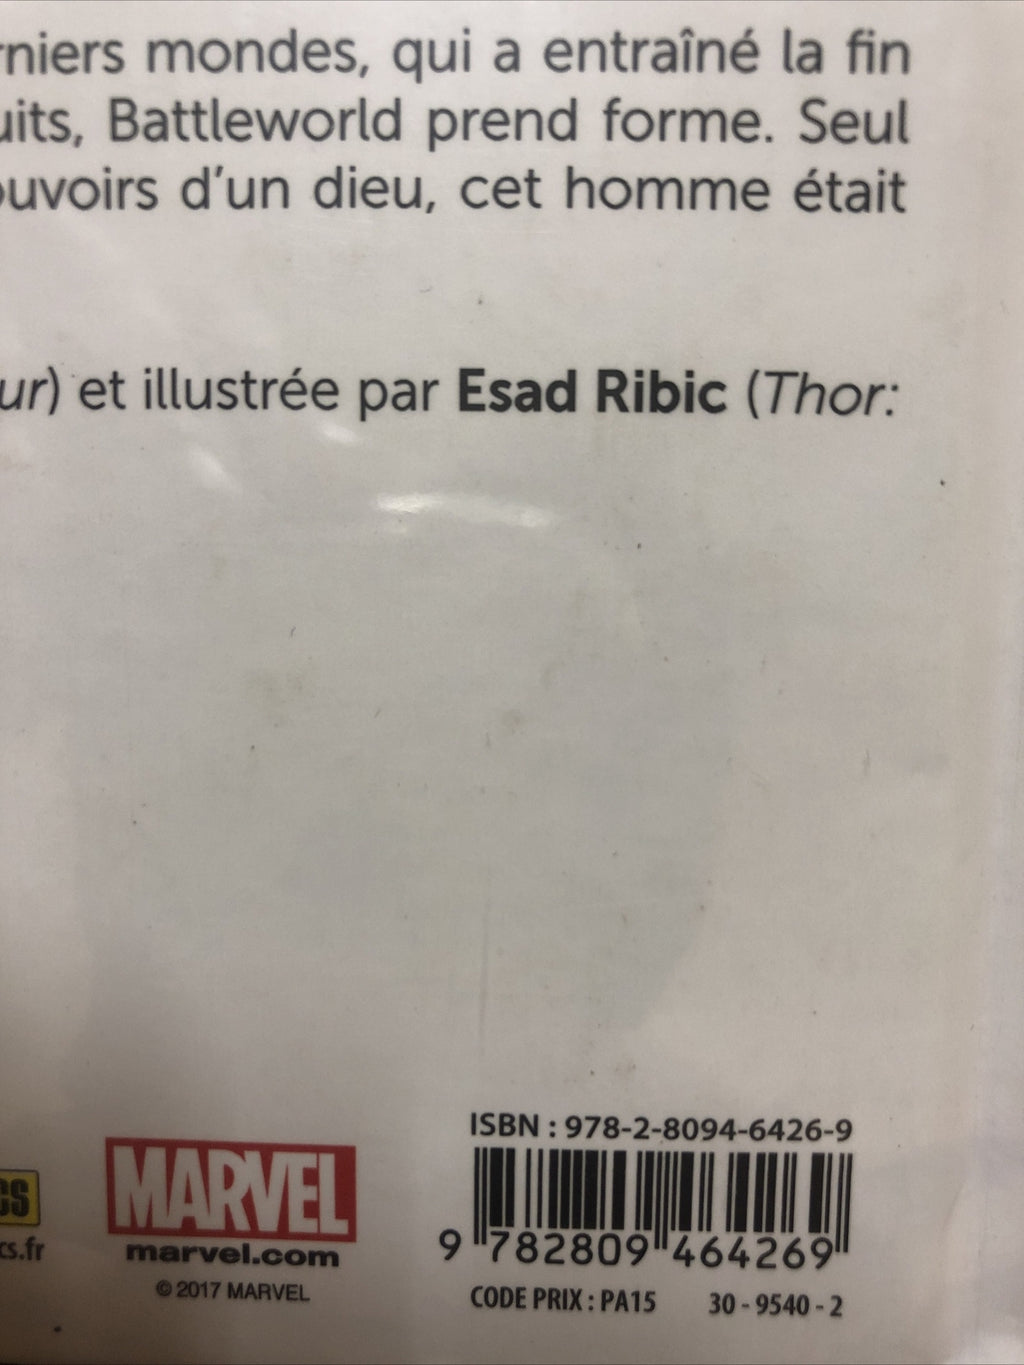 rniers mondes, qui a entraîné la fin
uits, Battleworld prend forme. Seul
ouvoirs d'un dieu, cet homme était
ur) et illustrée par Esad Ribic (Thor:
ISBN : 978-2-8094-6426-9
MARVEL
CS
cs.fr
marvel.com
© 2017 MARVEL
9 782809 464269
CODE PRIX : PA15 30 - 9540 - 2